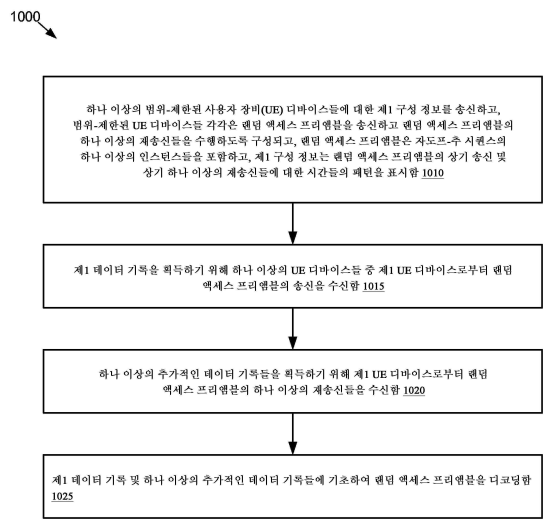 1000
하나 이상의 범위-제한된 사용자 장비(UE) 디바이스들에 대한 제1 구성 정보를 송신하고,
범위-제한된 UE 디바이스들 각각은 랜덤 액세스 프리앰블을 송신하고 랜덤 액세스 프리앰블의
하나 이상의 재송신들을 수행하도록 구성되고, 랜덤 액세스 프리앰블은 자도프-추 시퀀스의
하나 이상의 인스턴스들을 포함하고, 제1 구성 정보는 랜덤 액세스 프리앰블의 상기 송신 및
상기 하나 이상의 재송신들에 대한 시간들의 패턴을 표시함 1010
제1 데이터 기록을 획득하기 위해 하나 이상의 UE 디바이스들 중 제1 UE 디바이스로부터 랜덤
액세스 프리앰블의 송신을 수신함 1015
하나 이상의 추가적인 데이터 기록들을 획득하기 위해 제1 UE 디바이스로부터 랜덤
액세스 프리앰블의 하나 이상의 재송신들을 수신함 1020
제1 데이터 기록 및 하나 이상의 추가적인 데이터 기록들에 기초하여 랜덤 액세스 프리앰블을 디코딩함
1025